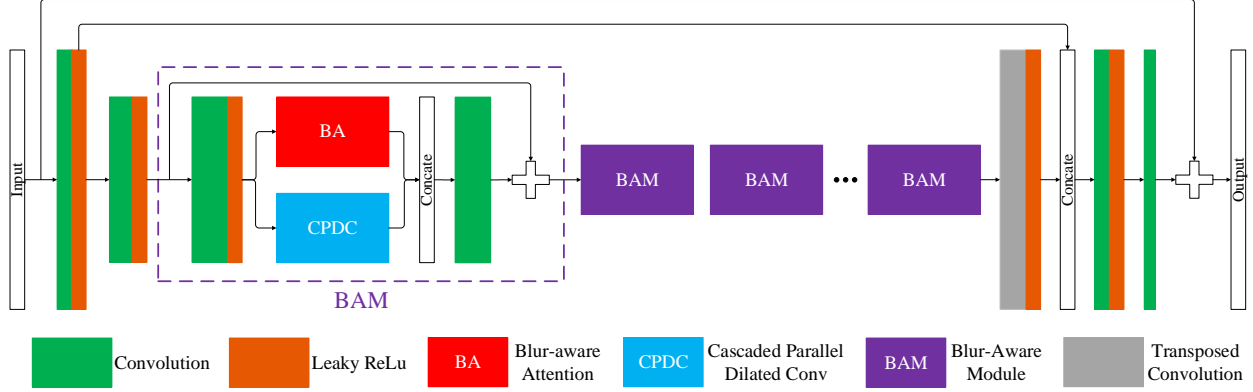 Input
BA
CPDC
Concate
BAM
BAM
BAM
•••
BAM
Concate
Output
Convolution
Leaky ReLu
BA
Blur-aware
Attention
CPDC
Cascaded Parallel
Dilated Conv
BAM
Blur-Aware
Module
Transposed
Convolution